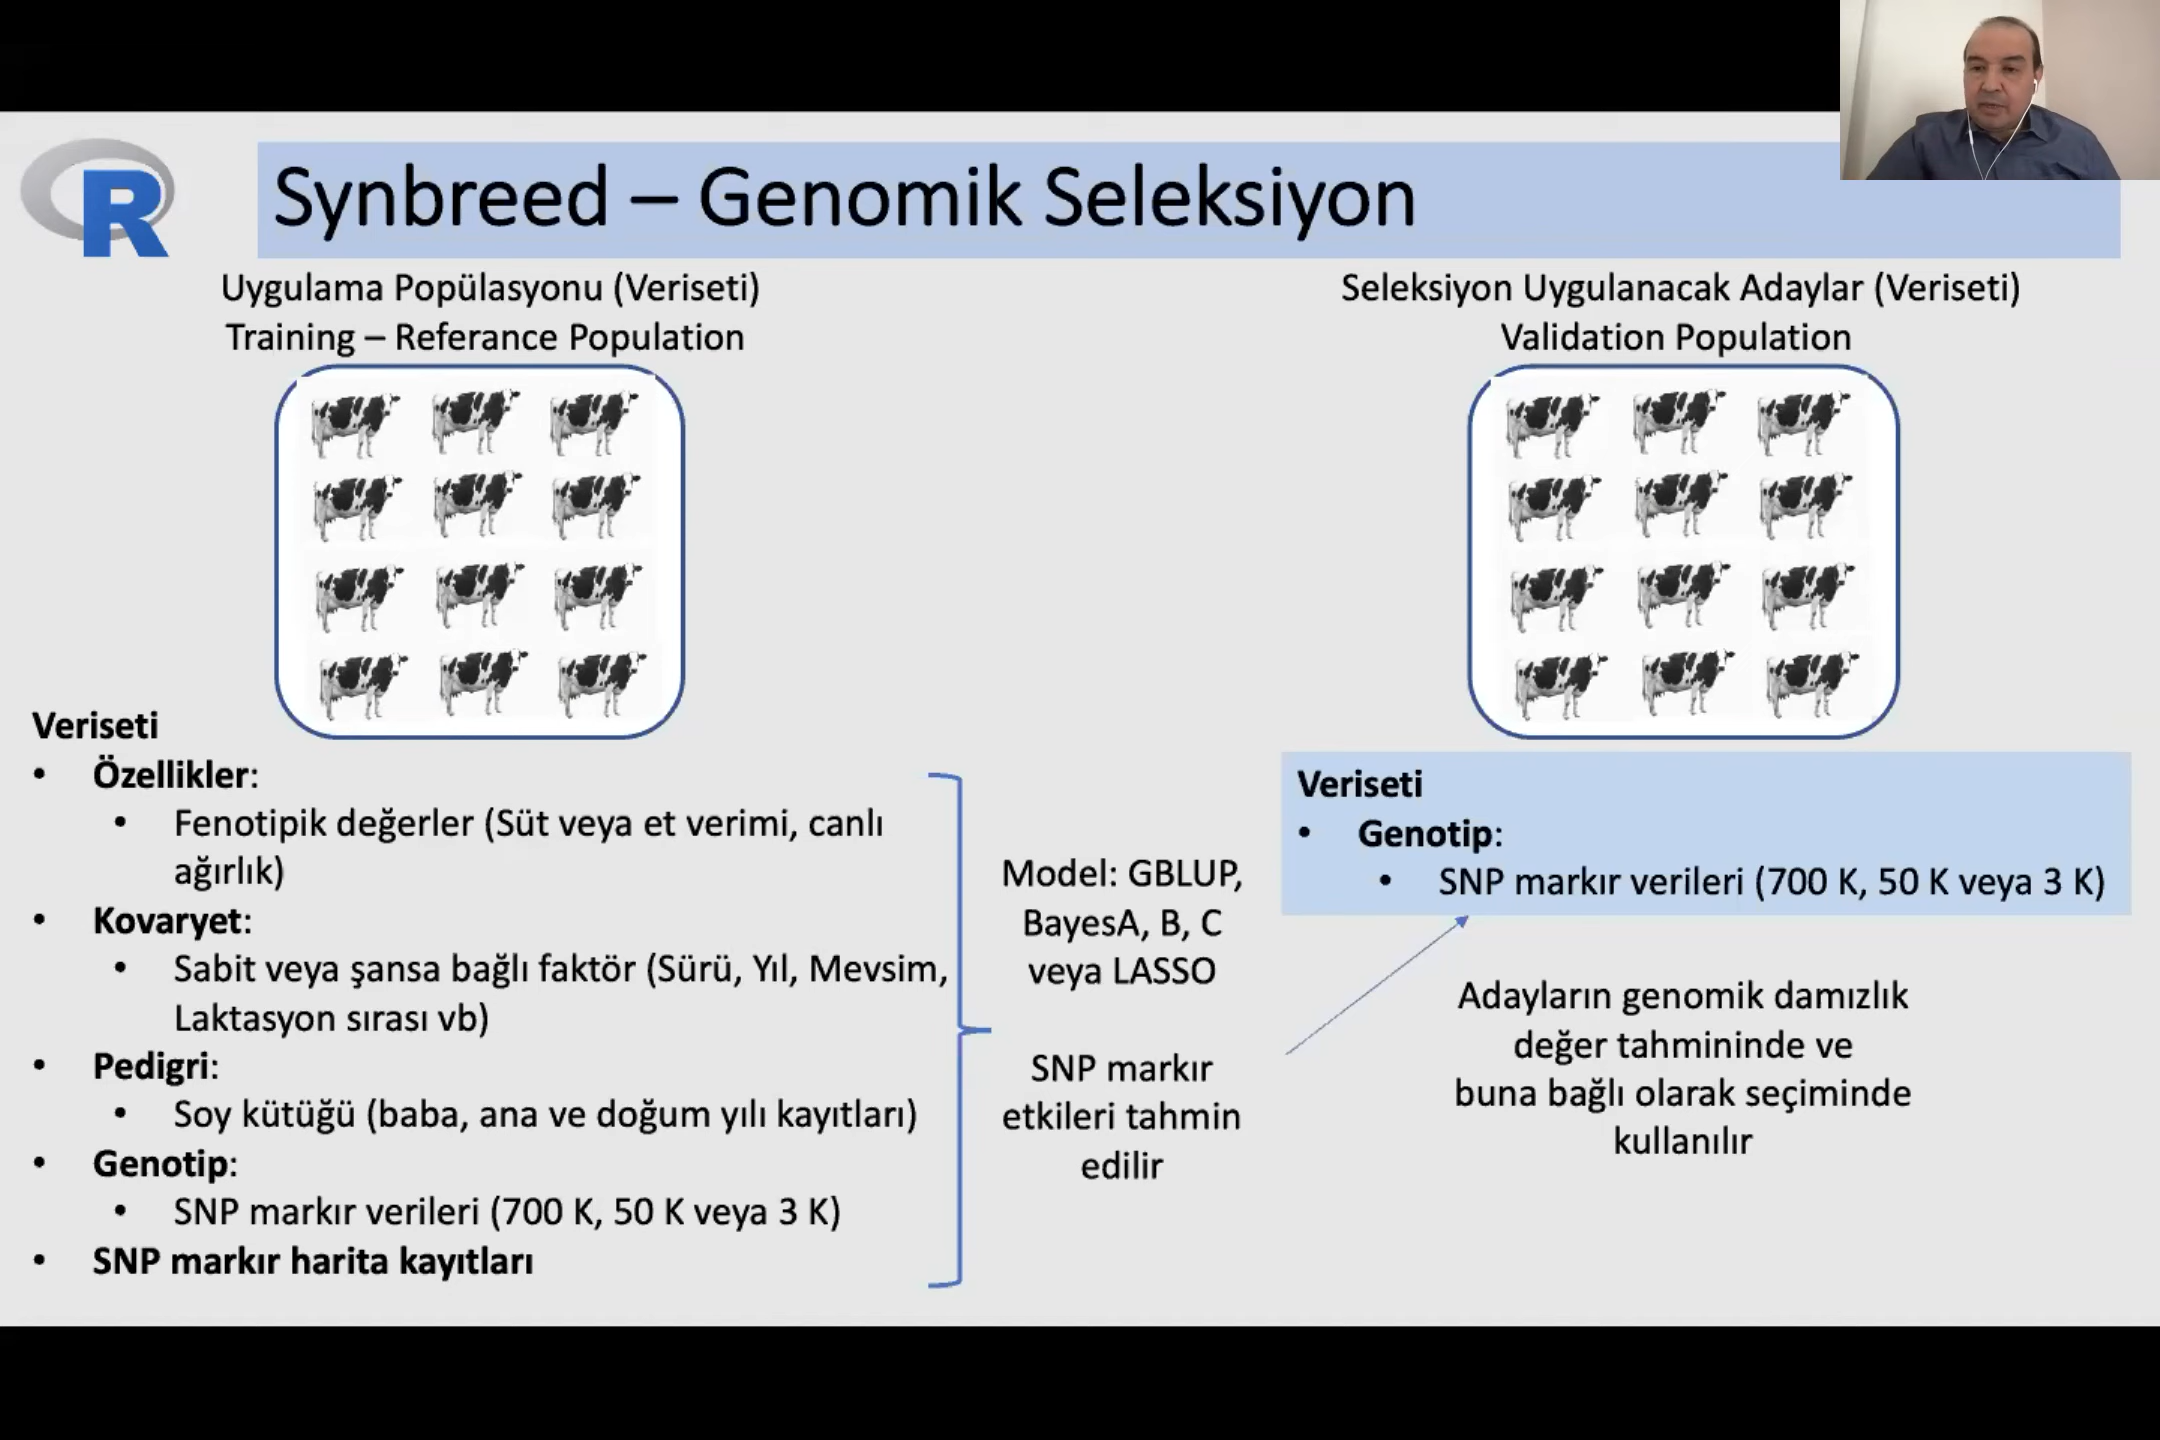 R
Synbreed – Genomik Seleksiyon
Uygulama Popülasyonu (Veriseti)
Training – Referance Population
Seleksiyon Uygulanacak Adaylar (Veriseti)
Validation Population
Veriseti
• Özellikler:
• Fenotipik değerler (Süt veya et verimi, canlı
ağırlık)
• Kovaryet:
• Sabit veya şansa bağlı faktör (Sürü, Yıl, Mevsim,
Laktasyon sırası vb)
• Pedigri:
• Soy kütüğü (baba, ana ve doğum yılı kayıtları)
• Genotip:
• SNP markır verileri (700 K, 50 K veya 3 K)
• SNP markır harita kayıtları
Model: GBLUP,
BayesA, B, C
veya LASSO
SNP markır
etkileri tahmin
edilir
Veriseti
• Genotip:
• SNP markır verileri (700 K, 50 K veya 3 K)
Adayların genomik damızlık
değer tahmininde ve
buna bağlı olarak seçiminde
kullanılır